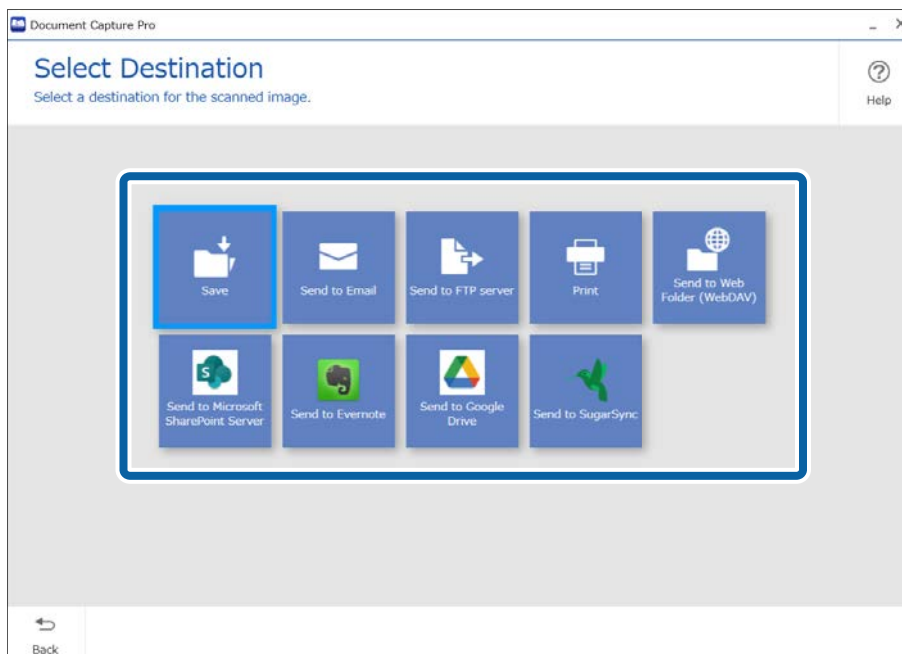 Document Capture Pro
Select Destination
Select a destination for the scanned image.
Help
Save
Send to Email
Send to FTP server
Print
Send to Web
Folder (WebDAV)
Send to Microsoft
SharePoint Server
Send to Evernote
Send to Google
Drive
Send to SugarSync
Back